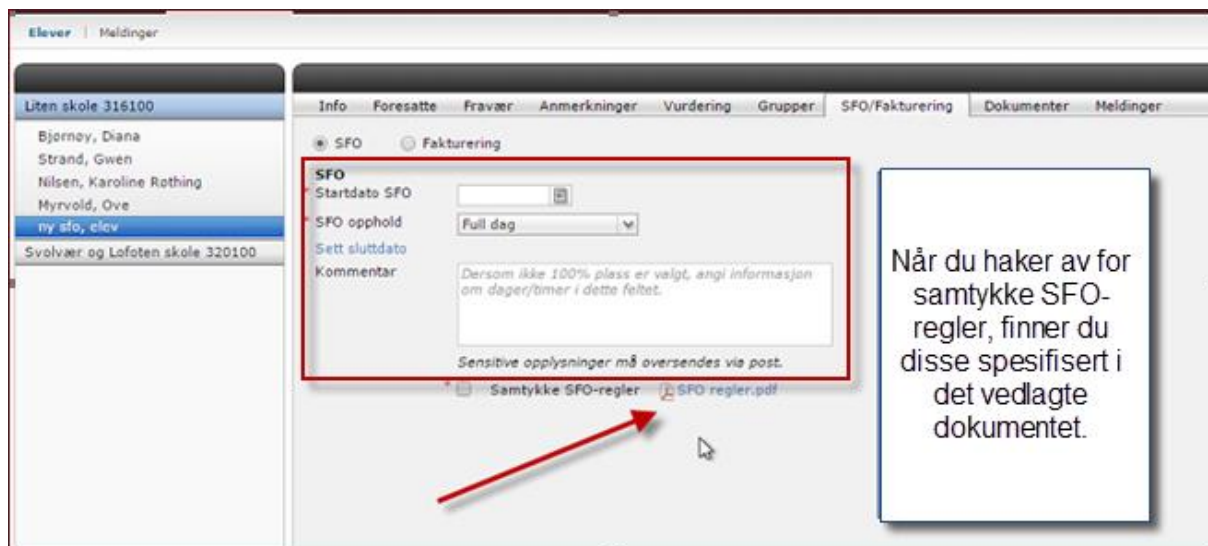 Elever | Meldinger
Liten skole 316100
Bjørnøy, Diana
Strand, Gwen
Nilsen, Karoline Røthing
Myrvold, Ove
ny sfo, elev
Svolvær og Lofoten skole 320100
Info Foresatte Fravær Anmerkninger Vurdering Grupper SFO/Fakturering Dokumenter Meldinger
SFO Fakturering
SFO
* Startdato SFO
* SFO opphold Full dag
Sett sluttdato
Kommentar Dersom ikke 100% plass er valgt, angi informasjon
om dager/timer i dette feltet.
Sensitive opplysninger må oversendes via post.
* Samtykke SFO-regler SFO regler.pdf
Når du haker av for
samtykke SFO-
regler, finner du
disse spesifisert i
det vedlagte
dokumentet.